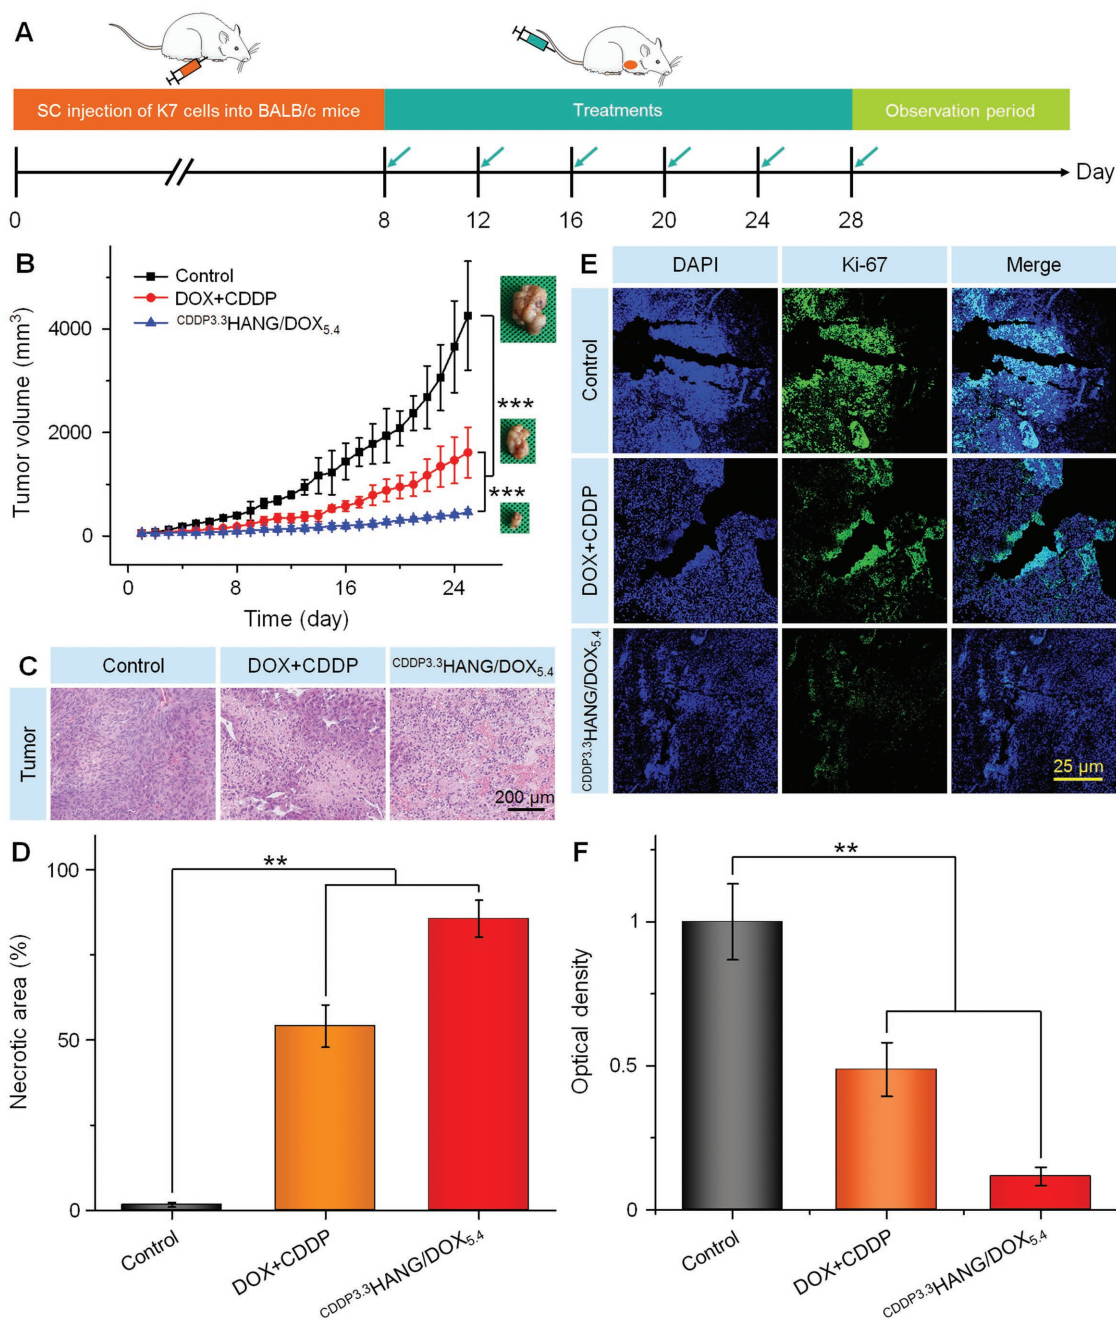 A
SC injection of K7 cells into BALB/c mice
Treatments
Observation period
Day
0
8
12
16
20
24
28
B
Control
DOX+CDDP
CDDP3.3HANG/DOX5.4
Tumor volume (mm3)
4000
2000
0
***
***
0
8
16
24
Time (day)
C
Control
DOX+CDDP
CDDP3.3HANG/DOX5.4
Tumor
200 µm
D
**
Necrotic area (%)
100
50
0
Control
DOX+CDDP
CDDP3.3HANG/DOX5.4
E
DAPI
Ki-67
Merge
Control
DOX+CDDP
CDDP3.3HANG/DOX5.4
25 µm
F
**
Optical density
1
0.5
0
Control
DOX+CDDP
CDDP3.3HANG/DOX5.4